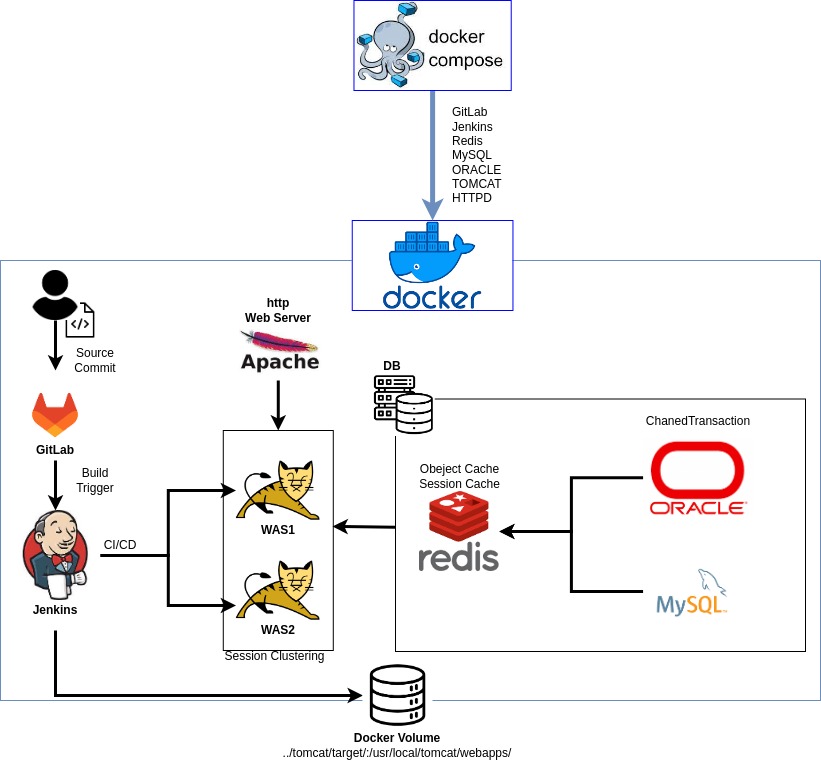 docker
compose
GitLab
Jenkins
Redis
MySQL
ORACLE
TOMCAT
HTTPD
docker
</>
Source
Commit
GitLab
Build
Trigger
Jenkins
CI/CD
http
Web Server
Apache
WAS1
WAS2
Session Clustering
DB
Obeject Cache
Session Cache
redis
ChanedTransaction
ORACLE
MySQL
Docker Volume
../tomcat/target/:/usr/local/tomcat/webapps/